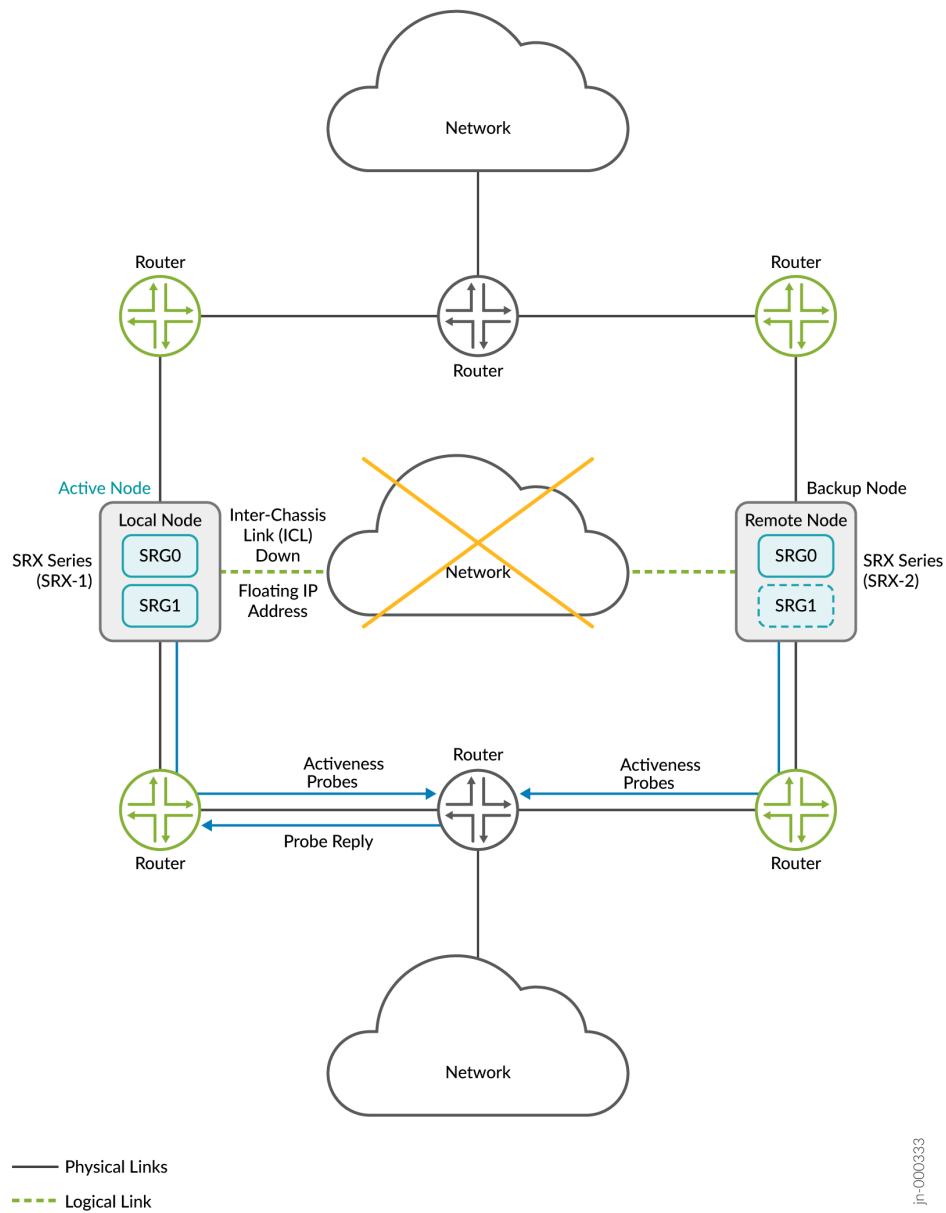 Network
Router
Router
Router
Active Node
Backup Node
Local Node
SRG0
SRG1
SRX Series
(SRX-1)
Inter-Chassis
Link (ICL)
Down
Floating IP
Address
Network
Remote Node
SRG0
SRG1
SRX Series
(SRX-2)
Router
Activeness
Probes
Activeness
Probes
Probe Reply
Router
Router
Network
Physical Links
Logical Link
jn-000333